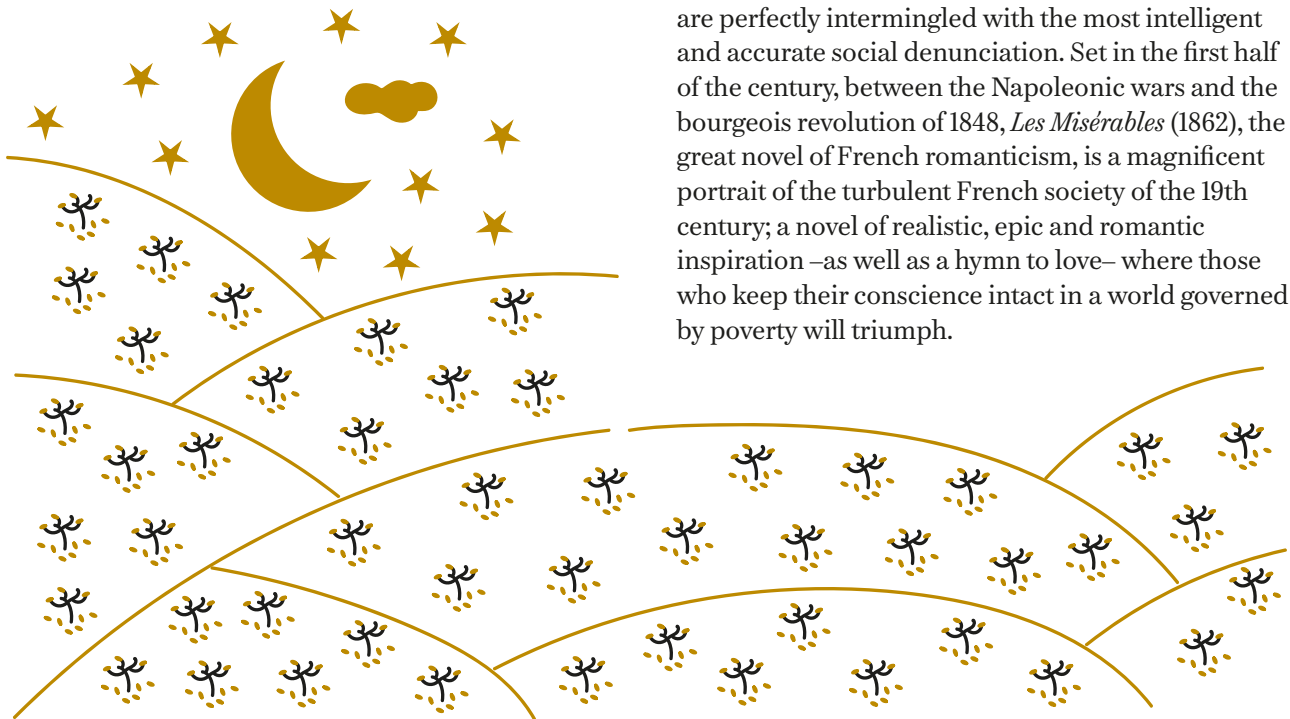 are perfectly intermingled with the most intelligent
and accurate social denunciation. Set in the first half
of the century, between the Napoleonic wars and the
bourgeois revolution of 1848, Les Misérables (1862), the
great novel of French romanticism, is a magnificent
portrait of the turbulent French society of the 19th
century; a novel of realistic, epic and romantic
inspiration –as well as a hymn to love– where those
who keep their conscience intact in a world governed
by poverty will triumph.